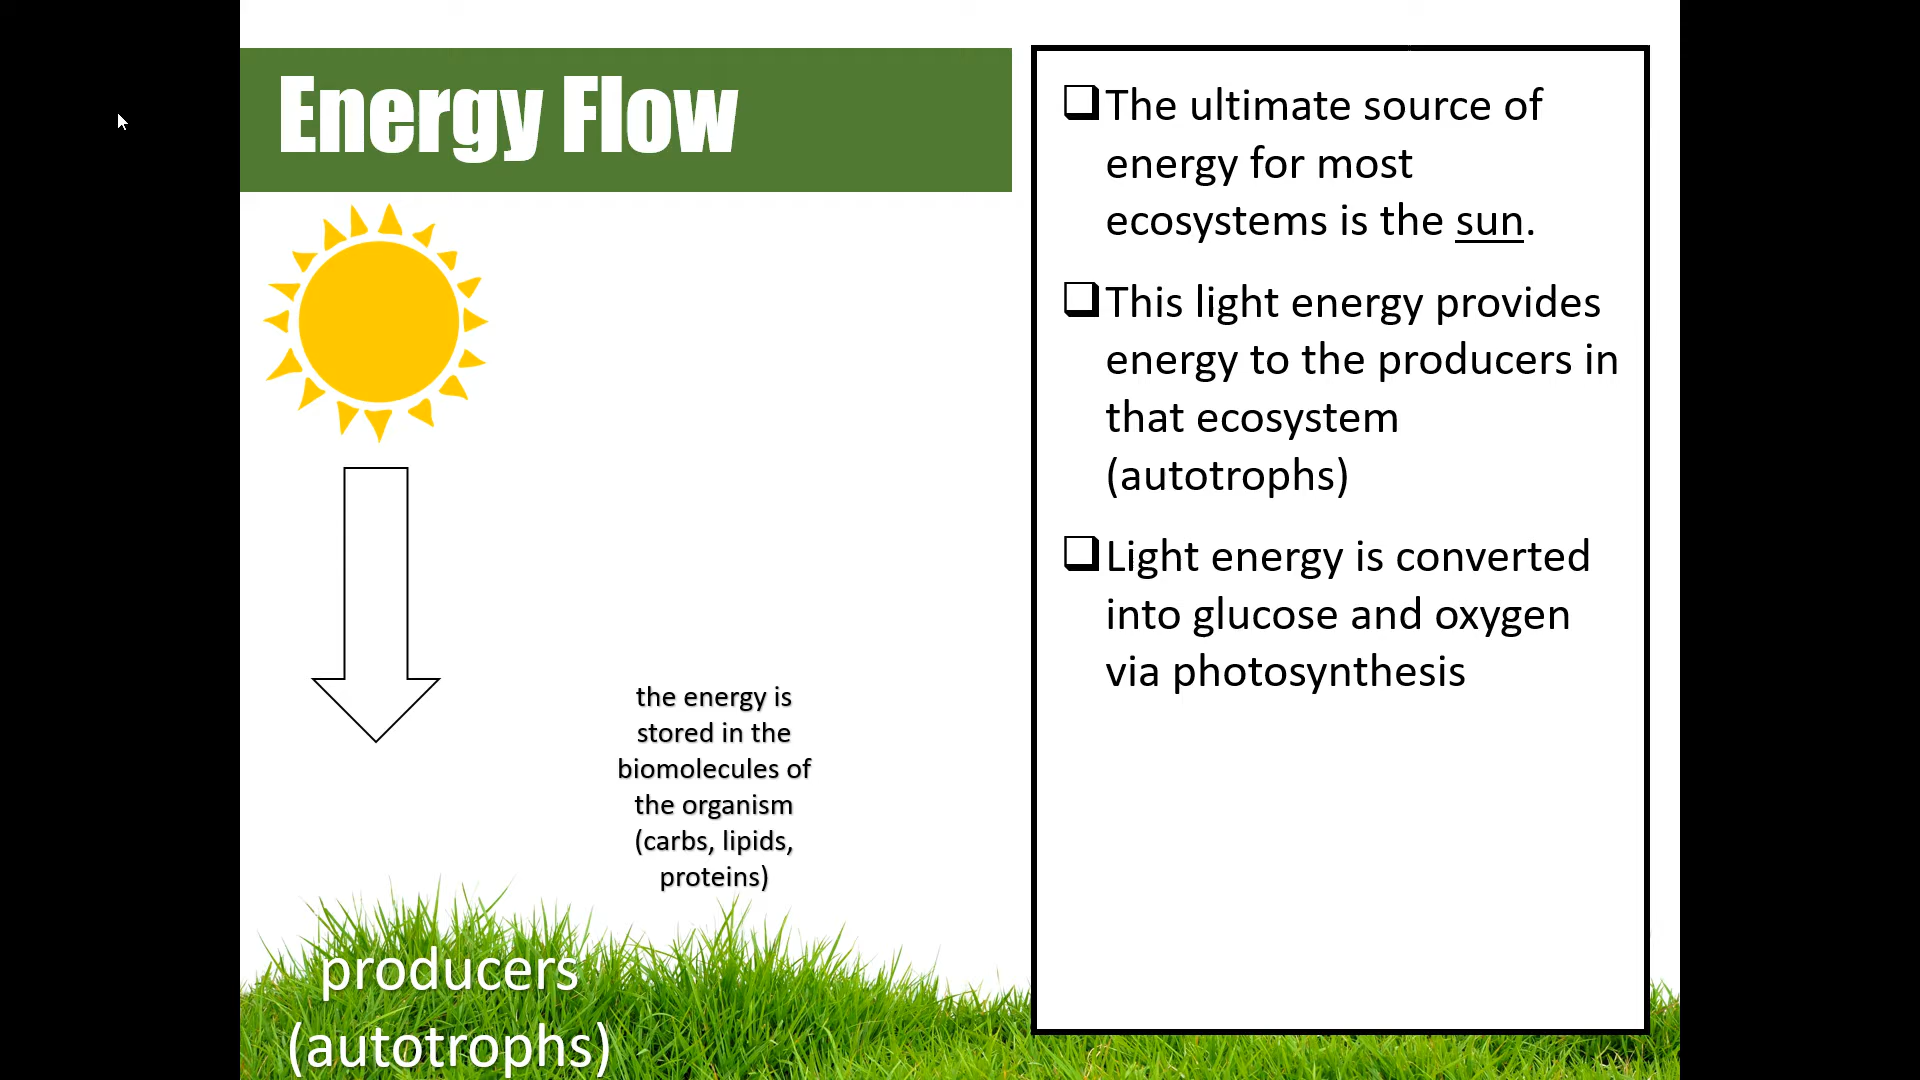 Energy Flow
❑The ultimate source of
energy for most
ecosystems is the sun.
❑This light energy provides
energy to the producers in
that ecosystem
(autotrophs)
❑Light energy is converted
into glucose and oxygen
via photosynthesis
the energy is
stored in the
biomolecules of
the organism
(carbs, lipids,
proteins)
producers
(autotrophs)